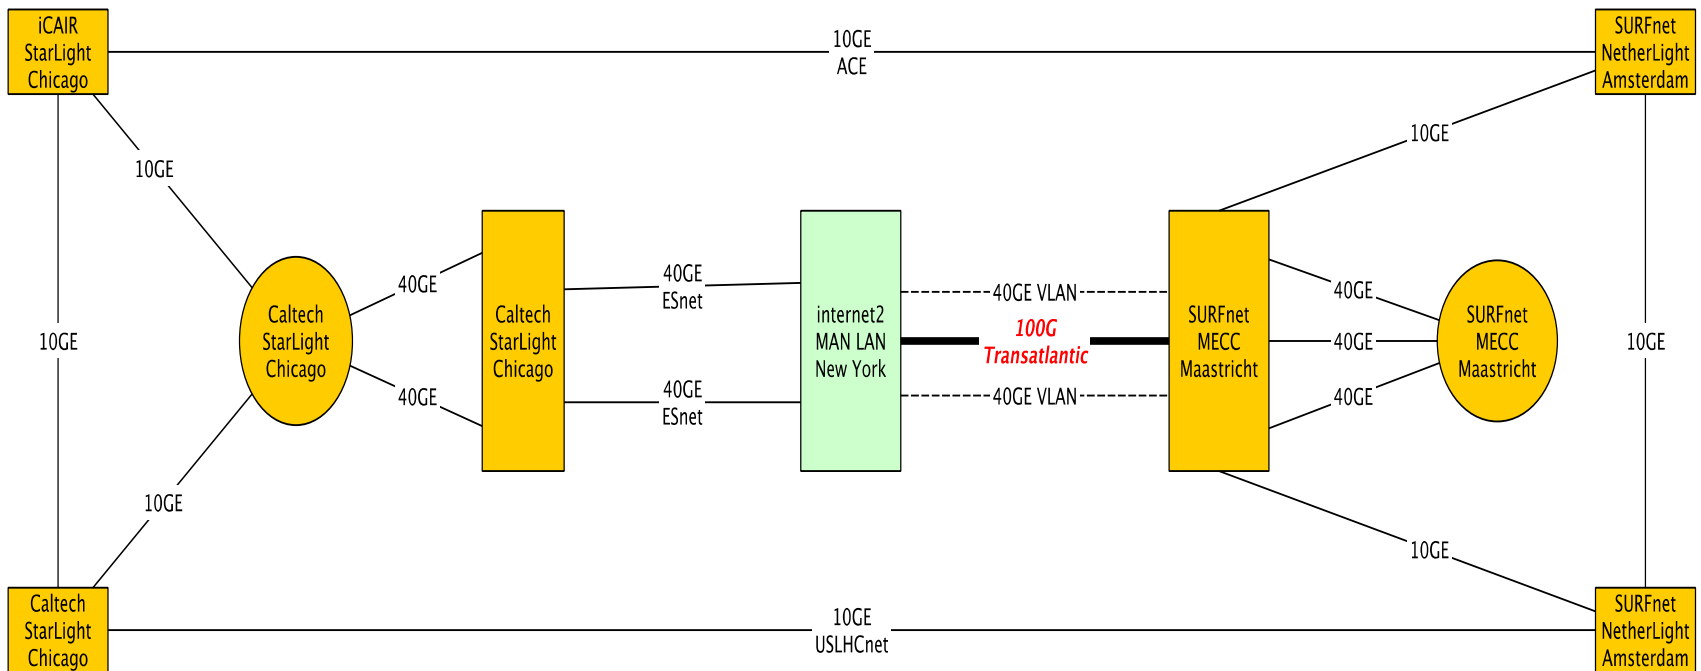 iCAIR
StarLight
Chicago
10GE
ACE
SURFnet
NetherLight
Amsterdam
10GE
10GE
40GE
40GE
ESnet
40GE VLAN
40GE
Caltech
StarLight
Chicago
Caltech
StarLight
Chicago
internet2
MAN LAN
New York
100G
Transatlantic
SURFnet
MECC
Maastricht
40GE
SURFnet
MECC
Maastricht
10GE
10GE
40GE
40GE
ESnet
40GE VLAN
40GE
10GE
10GE
Caltech
StarLight
Chicago
10GE
USLHCnet
SURFnet
NetherLight
Amsterdam